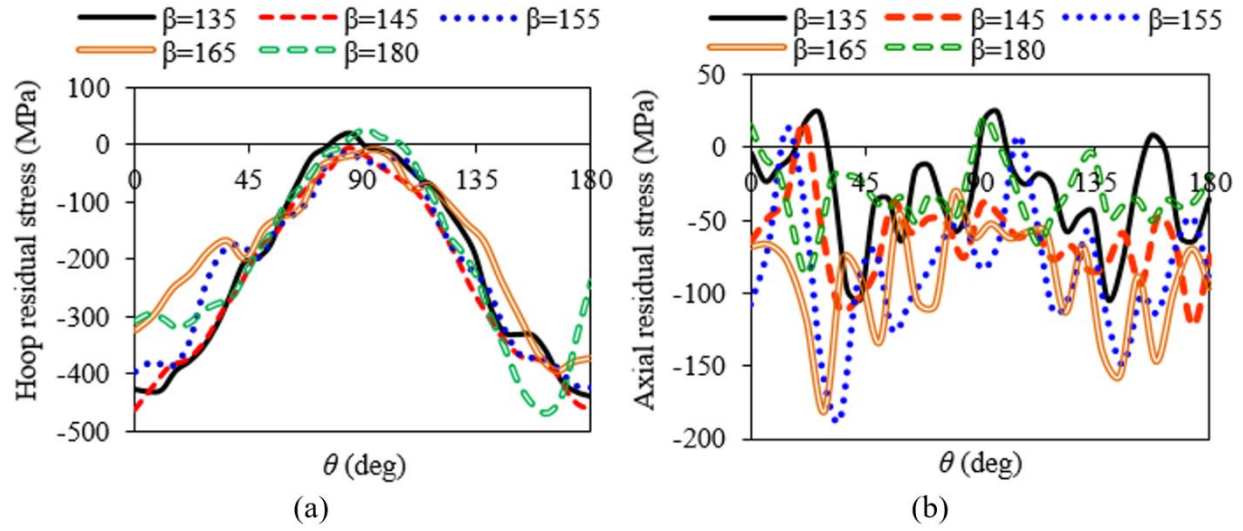 β=135 β=145 β=155
β=165 β=180
100
0
-100
-200
-300
-400
-500
45 90 135 180
Hoop residual stress (MPa)
θ (deg)
(a)
β=135 β=145 β=155
β=165 β=180
50
0
-50
-100
-150
-200
0 45 90 135 180
Axial residual stress (MPa)
θ (deg)
(b)